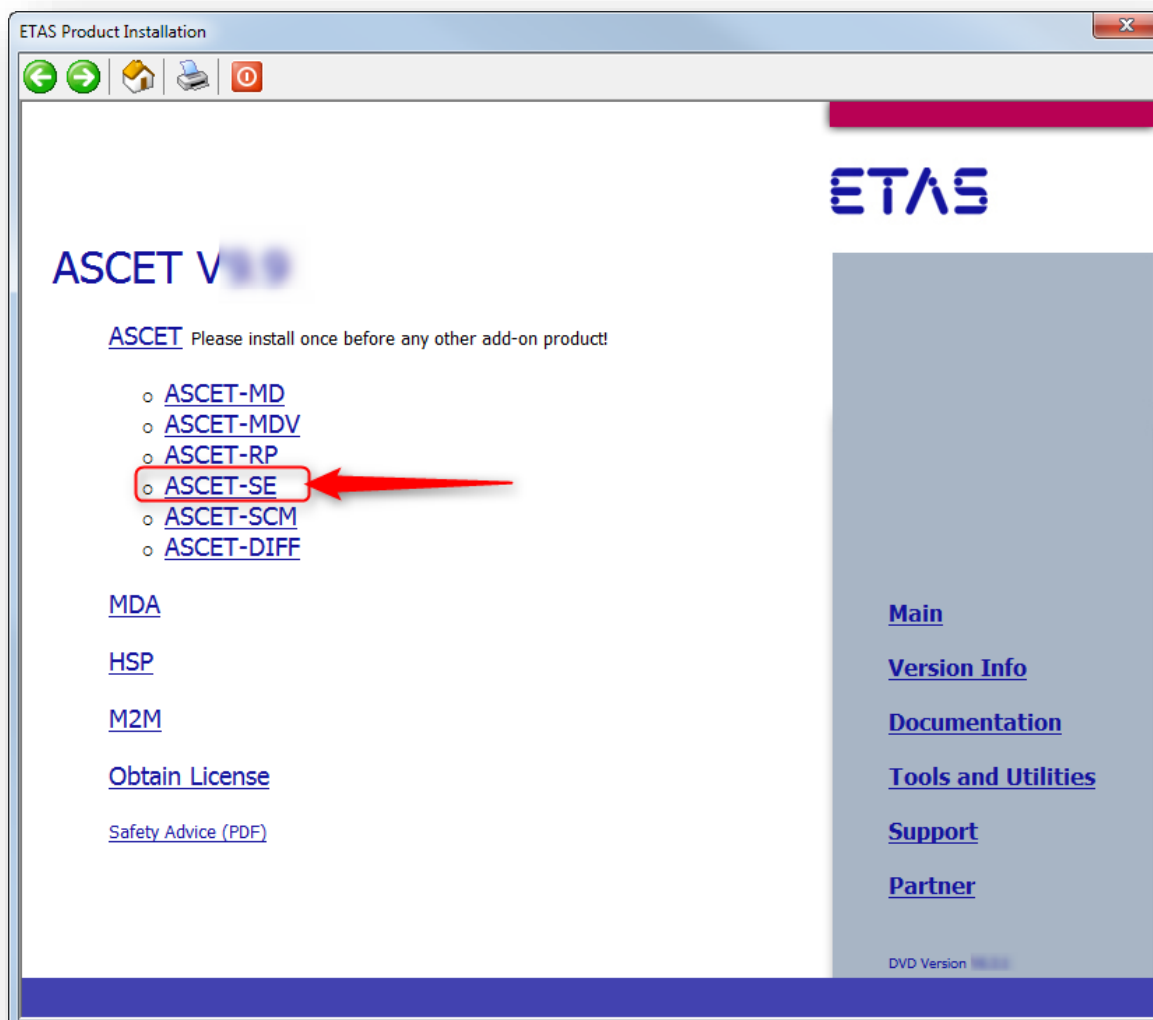 ETAS Product Installation
ETAS
ASCET V
ASCET Please install once before any other add-on product!
ASCET-MD
ASCET-MDV
ASCET-RP
ASCET-SE
ASCET-SCM
ASCET-DIFF
MDA
HSP
M2M
Obtain License
Safety Advice (PDF)
Main
Version Info
Documentation
Tools and Utilities
Support
Partner
DVD Version